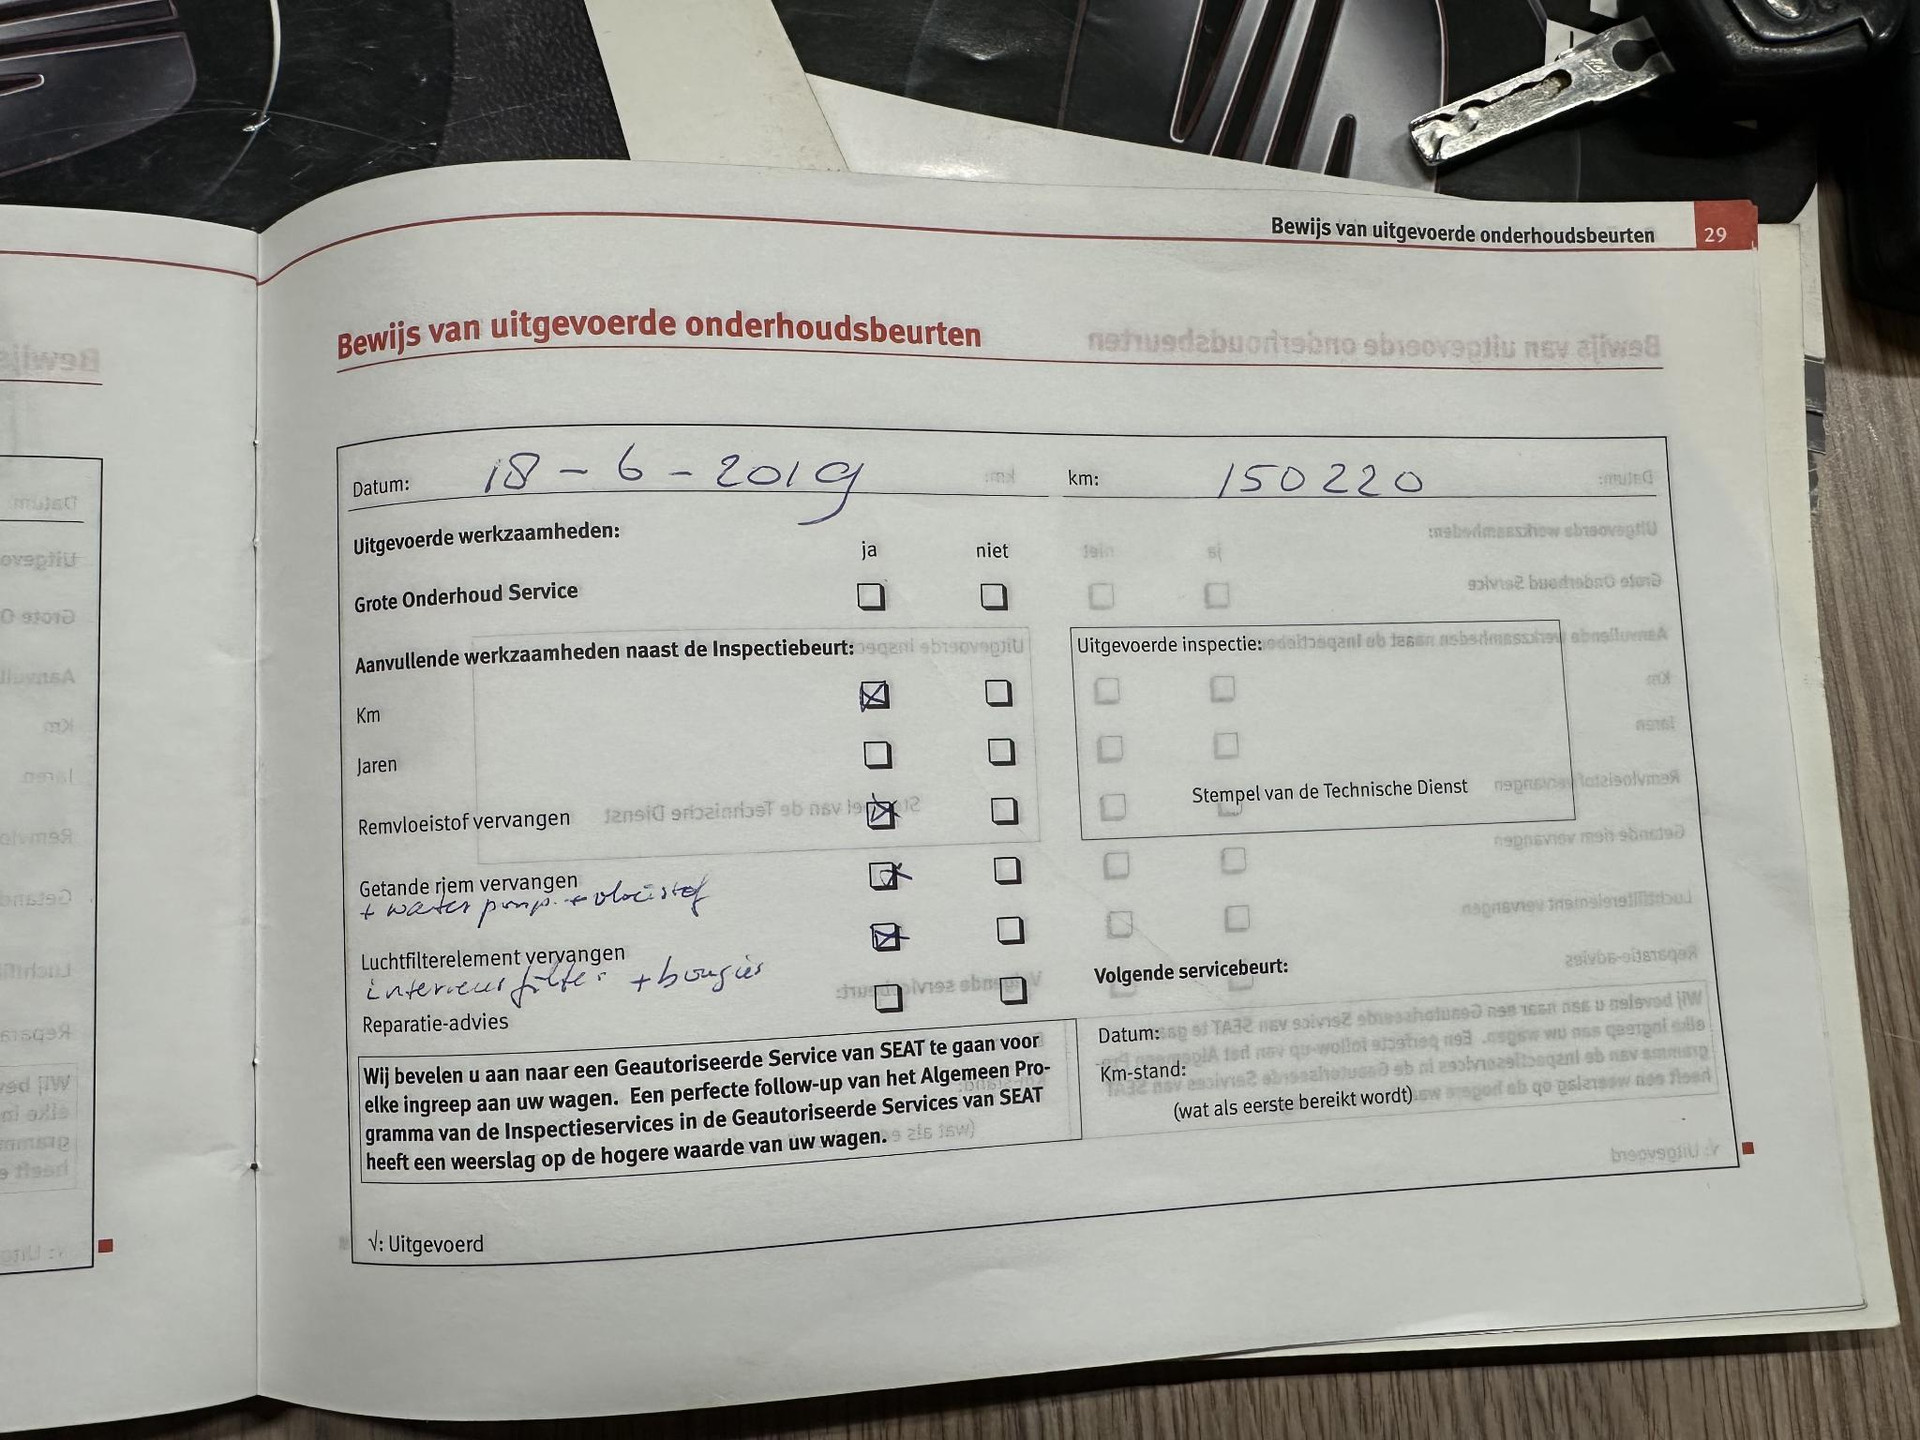 Bewijs van uitgevoerde onderhoudsbeurten 29
Bewijs van uitgevoerde onderhoudsbeurten
Datum: 18-6-2019 km: 150220
Uitgevoerde werkzaamheden:
ja niet
Grote Onderhoud Service
Aanvullende werkzaamheden naast de Inspectiebeurt:
Km
Jaren
Remvloeistof vervangen
Getande riem vervangen
+ waterpomp. + vloeistof
Luchtfilterelement vervangen
interieurfilter + bougies
Reparatie-advies
Uitgevoerde inspectie:
Stempel van de Technische Dienst
Volgende servicebeurt:
Datum:
Km-stand:
(wat als eerste bereikt wordt)
Wij bevelen u aan naar een Geautoriseerde Service van SEAT te gaan voor
elke ingreep aan uw wagen. Een perfecte follow-up van het Algemeen Pro-
gramma van de Inspectieservices in de Geautoriseerde Services van SEAT
heeft een weerslag op de hogere waarde van uw wagen.
√: Uitgevoerd